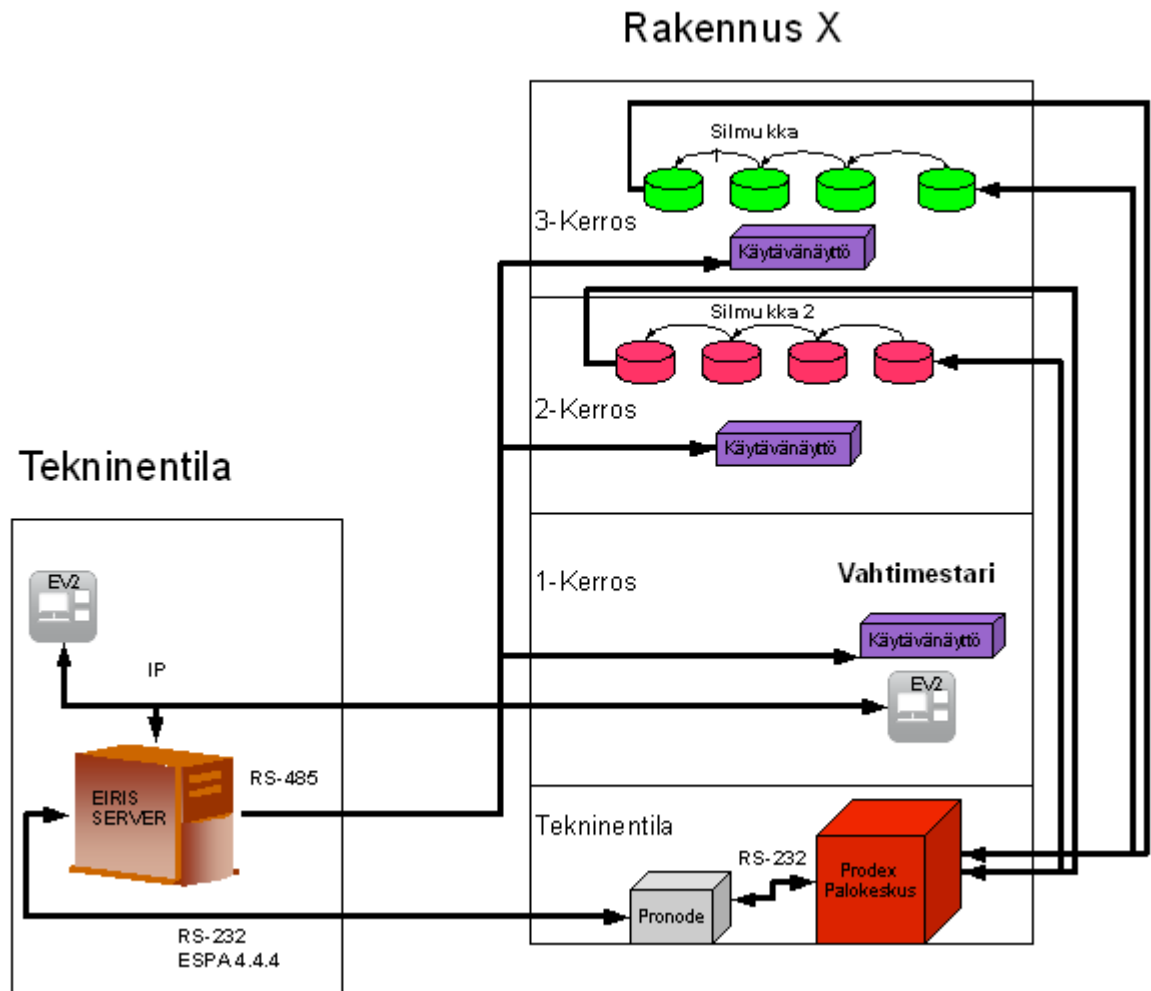 Rakennus X
Silmukka
1
3-Kerros
Käytävänäyttö
Silmukka 2
2-Kerros
Käytävänäyttö
Tekninentila
EV2
IP
EIRIS
SERVER
RS-485
RS-232
ESPA 4.4.4
1-Kerros
Vahtimestari
Käytävänäyttö
EV2
Tekninentila
RS-232
Pronode
Prodex
Palokeskus